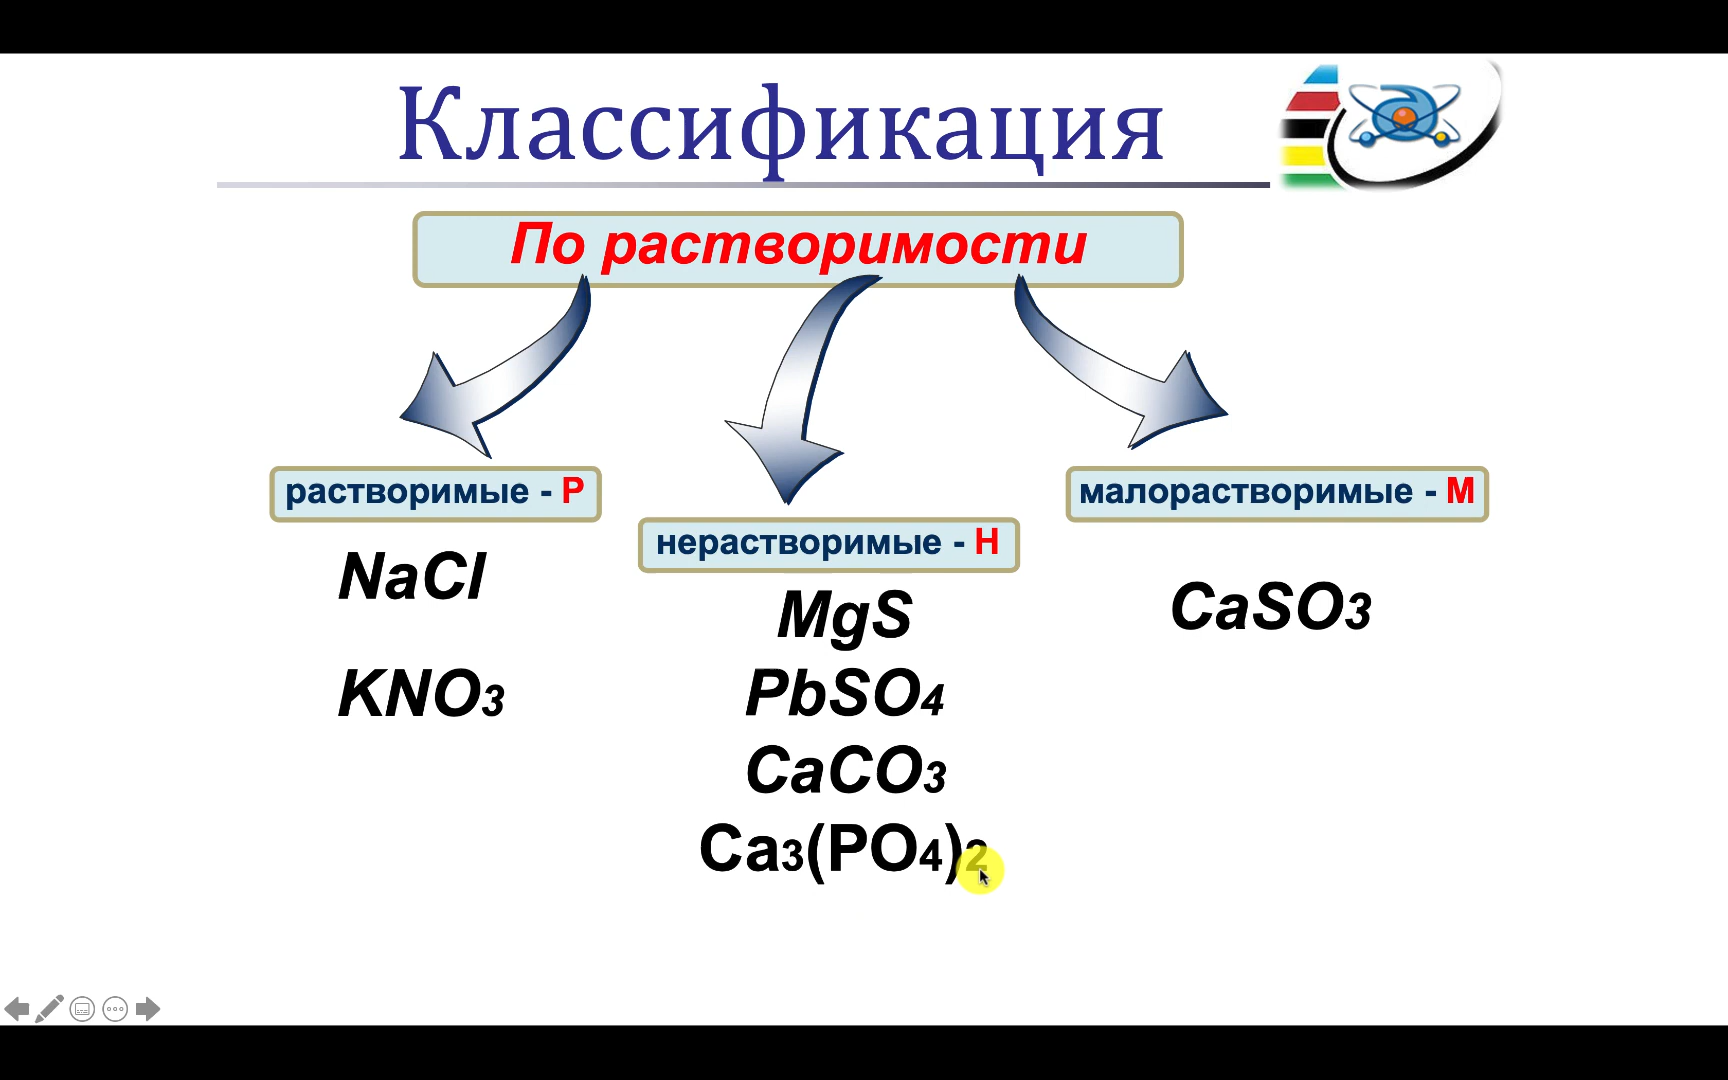 Классификация
По растворимости
растворимые - Р
нерастворимые - Н
малорастворимые - М
NaCl
KNO3
MgS
PbSO4
CaCO3
Ca3(PO4)2
CaSO3